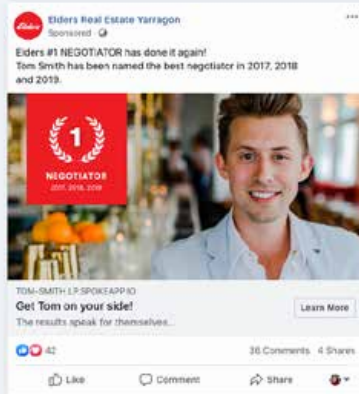 Elders
Elders Real Estate Yarragon
Sponsored ·
Elders #1 NEGOTIATOR has done it again!
Tom Smith has been named the best negotiator in 2017, 2018
and 2019.
1
NEGOTIATOR
2017, 2018, 2019
TOM-SMITH.LP.SPOKEAPP.IO
Get Tom on your side!
Learn More
The results speak for themselves...
42
36 Comments 4 Shares
Like Comment Share